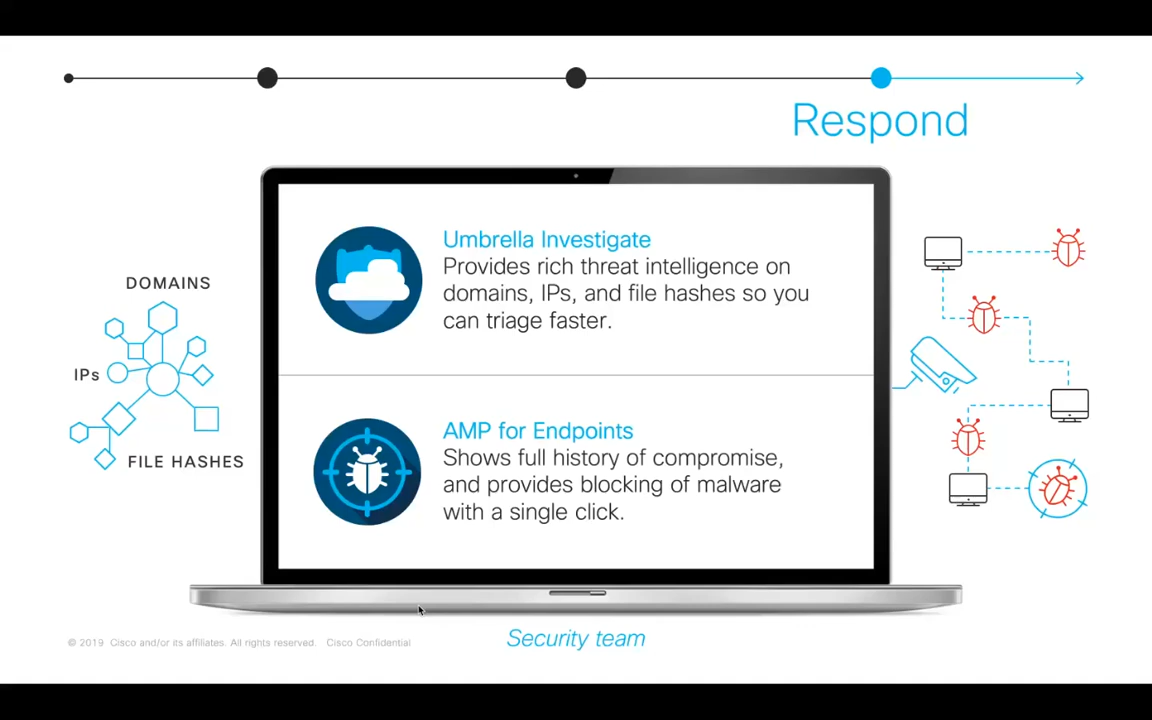 Respond
Umbrella Investigate
Provides rich threat intelligence on
domains, IPs, and file hashes so you
can triage faster.
DOMAINS
IPs
FILE HASHES
AMP for Endpoints
Shows full history of compromise,
and provides blocking of malware
with a single click.
Security team
© 2019 Cisco and/or its affiliates. All rights reserved. Cisco Confidential